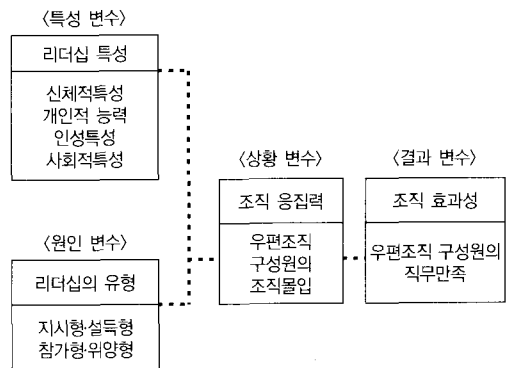 〈특성 변수〉
리더십 특성
신체적특성
개인적 능력
인성특성
사회적특성
〈원인 변수〉
리더십의 유형
지시형·설득형
참가형·위양형
〈상황 변수〉
조직 응집력
우편조직
구성원의
조직몰입
〈결과 변수〉
조직 효과성
우편조직 구성원의
직무만족